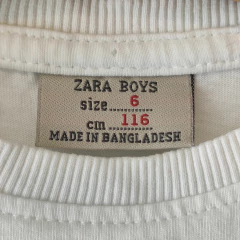 ZARA BOYS
size 6
cm 116
MADE IN BANGLADESH